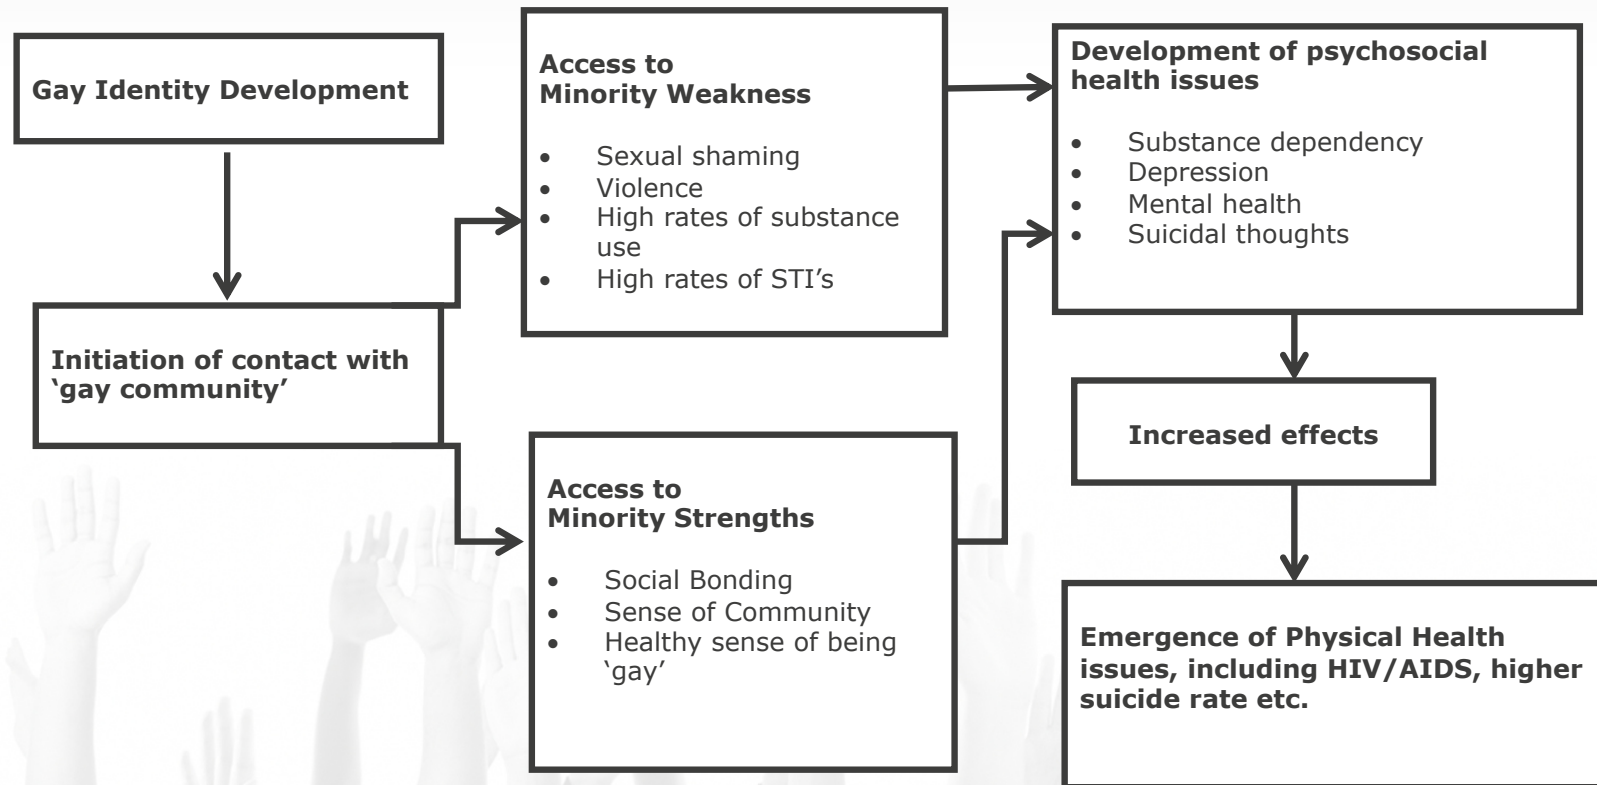 Gay Identity Development
Initiation of contact with
‘gay community’
Access to
Minority Weakness
• Sexual shaming
• Violence
• High rates of substance
use
• High rates of STI’s
Access to
Minority Strengths
• Social Bonding
• Sense of Community
• Healthy sense of being
‘gay’
Development of psychosocial
health issues
• Substance dependency
• Depression
• Mental health
• Suicidal thoughts
Increased effects
Emergence of Physical Health
issues, including HIV/AIDS, higher
suicide rate etc.